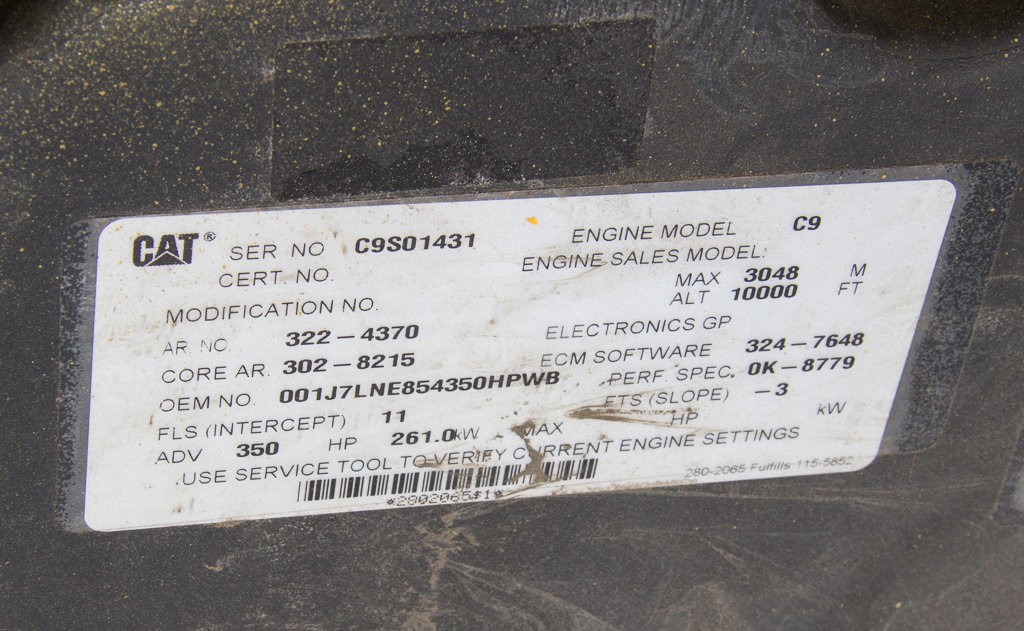 CAT® SER NO C9S01431 ENGINE MODEL C9
CERT. NO. ENGINE SALES MODEL:
MAX 3048 M
MODIFICATION NO. ALT 10000 FT
AR. NO. 322-4370 ELECTRONICS GP
CORE AR. 302-8215 ECM SOFTWARE 324-7648
OEM NO. 001J7LNE854350HPWB PERF SPEC. 0K-8779
FLS (INTERCEPT) 11 FTS (SLOPE) -3
ADV 350 HP 261.0 kW MAX HP kW
USE SERVICE TOOL TO VERIFY CURRENT ENGINE SETTINGS
280-2065 Fulfills 115-5852